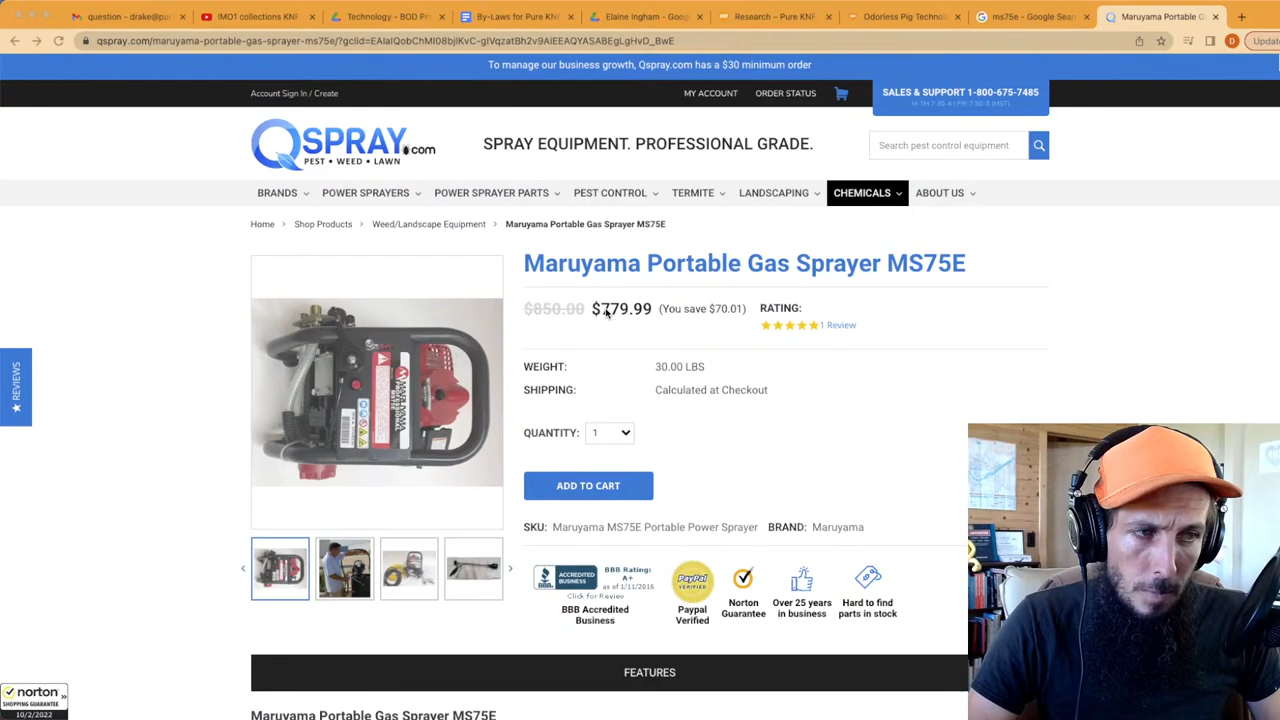 question - drake@pur
IMO1 collections KNF
Technology - BOD Pri
By-Laws for Pure KNF
Elaine Ingham - Goog
Research – Pure KNF
Odorless Pig Technolo
ms75e - Google Sear
Maruyama Portable G
qspray.com/maruyama-portable-gas-sprayer-ms75e/?gclid=EAIaIQobChMI08bjlKvC-gIVqzatBh2v9AIEEAQYASABEgLgHvD_BwE
D
Updat
To manage our business growth, Qspray.com has a $30 minimum order
Account Sign In / Create
MY ACCOUNT
ORDER STATUS
SALES & SUPPORT 1-800-675-7485
M-TH 7:30-4 | FRI 7:30-3 (MST)
QSPRAY.com
PEST • WEED • LAWN
SPRAY EQUIPMENT. PROFESSIONAL GRADE.
Search pest control equipment
BRANDS
POWER SPRAYERS
POWER SPRAYER PARTS
PEST CONTROL
TERMITE
LANDSCAPING
CHEMICALS
ABOUT US
Home
Shop Products
Weed/Landscape Equipment
Maruyama Portable Gas Sprayer MS75E
Maruyama Portable Gas Sprayer MS75E
$850.00 $779.99 (You save $70.01)
RATING:
1 Review
WEIGHT: 30.00 LBS
SHIPPING: Calculated at Checkout
QUANTITY: 1
ADD TO CART
SKU: Maruyama MS75E Portable Power Sprayer BRAND: Maruyama
★ REVIEWS
MARUYAMA
BBB
ACCREDITED
BUSINESS
BBB Rating:
A+
as of 1/11/2016
Click for Review
BBB Accredited
Business
PayPal
VERIFIED
Paypal
Verified
Norton
Guarantee
Over 25 years
in business
Hard to find
parts in stock
FEATURES
Maruyama Portable Gas Sprayer MS75E
norton
SHOPPING GUARANTEE
10/2/2022